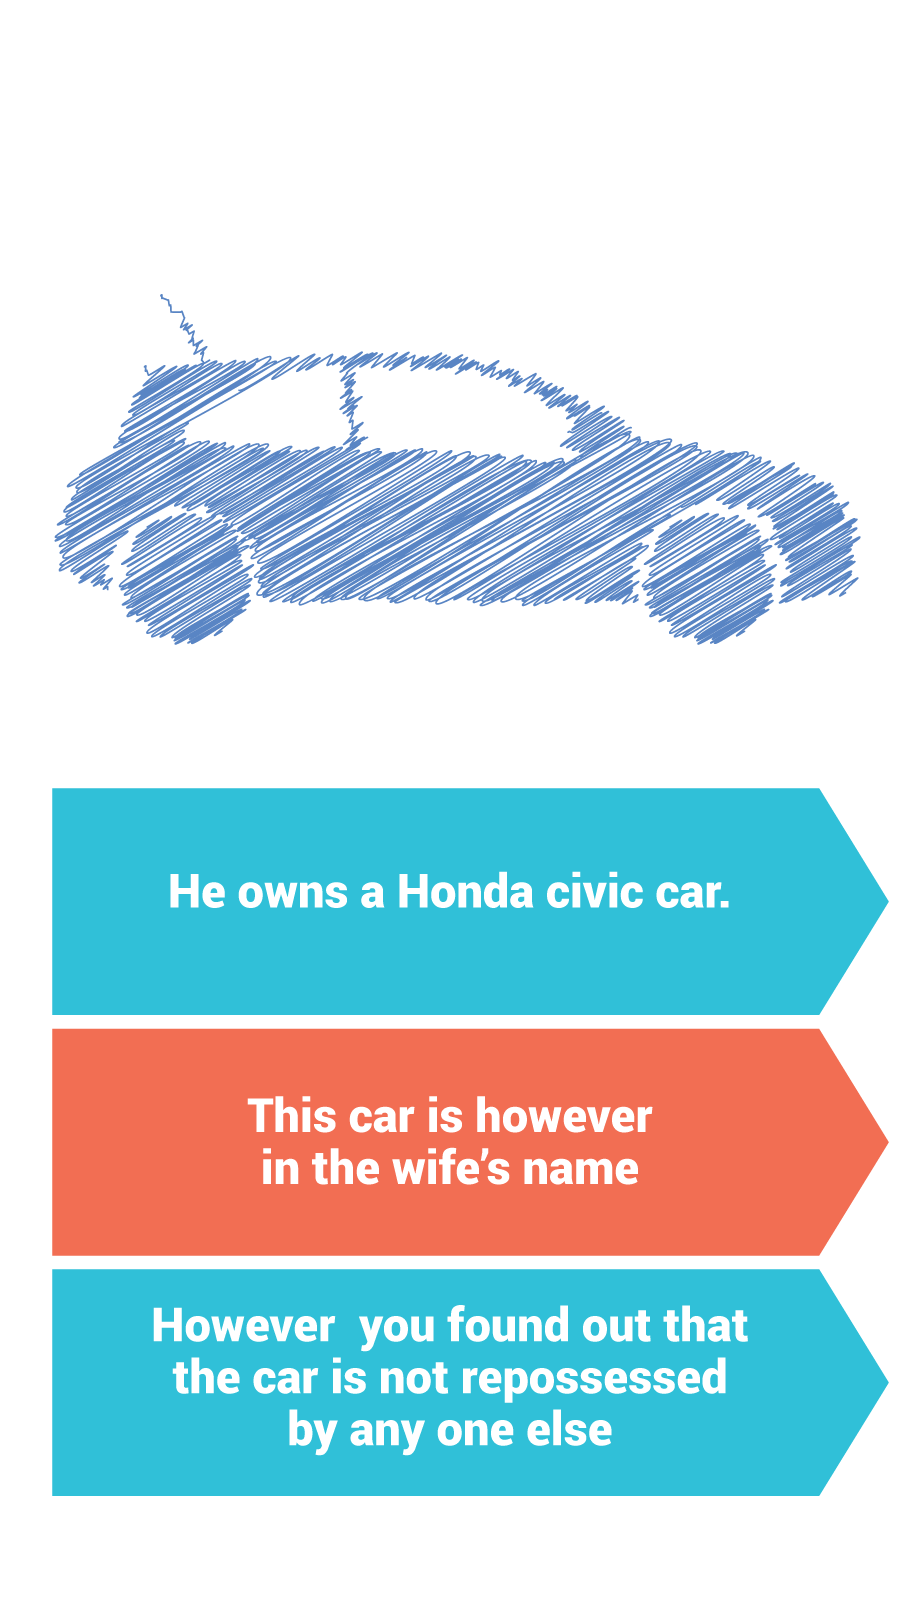 He owns a Honda civic car.
This car is however
in the wife’s name
However  you found out that
the car is not repossessed
by any one else